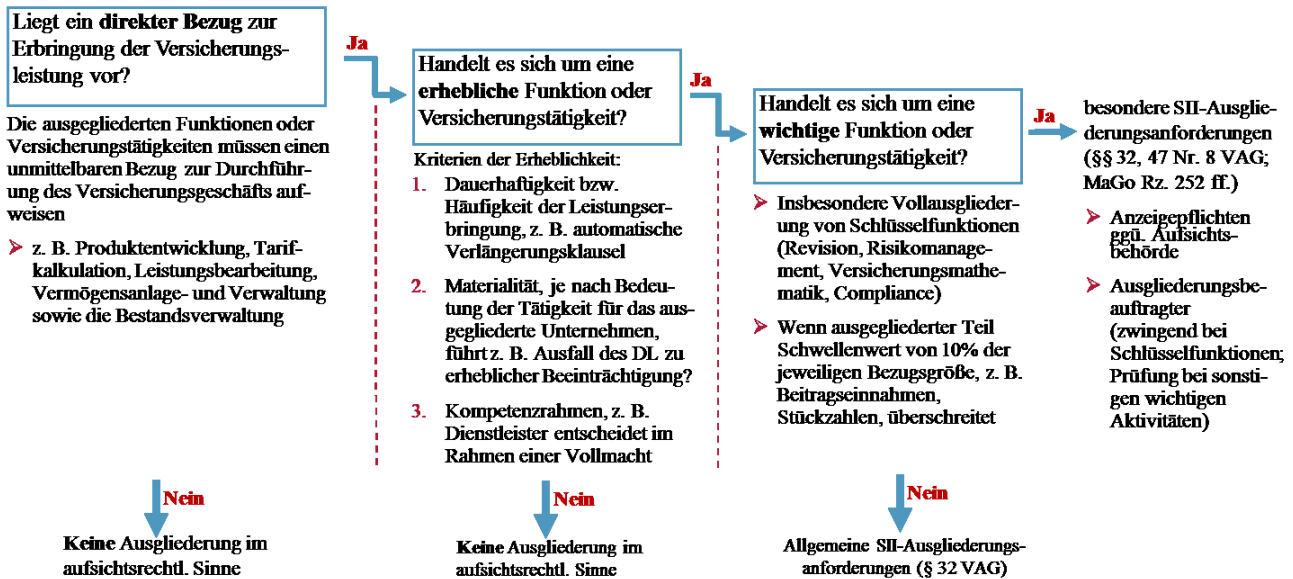 Liegt ein direkter Bezug zur
Erbringung der Versicherungs-
leistung vor?
Ja
Die ausgegliederten Funktionen oder
Versicherungstätigkeiten müssen einen
unmittelbaren Bezug zur Durchfüh-
rung des Versicherungsgeschäfts auf-
weisen
z. B. Produktentwicklung, Tarif-
kalkulation, Leistungsbearbeitung,
Vermögensanlage- und Verwaltung
sowie die Bestandsverwaltung
Nein
Keine Ausgliederung im
aufsichtsrechtl. Sinne
Handelt es sich um eine
erhebliche Funktion oder
Versicherungstätigkeit?
Ja
Kriterien der Erheblichkeit:
1. Dauerhaftigkeit bzw.
Häufigkeit der Leistungser-
bringung, z. B. automatische
Verlängerungsklausel
2. Materialität, je nach Bedeu-
tung der Tätigkeit für das aus-
gegliederte Unternehmen,
führt z. B. Ausfall des DL zu
erheblicher Beeinträchtigung?
3. Kompetenzrahmen, z. B.
Dienstleister entscheidet im
Rahmen einer Vollmacht
Nein
Keine Ausgliederung im
aufsichtsrechtl. Sinne
Handelt es sich um eine
wichtige Funktion oder
Versicherungstätigkeit?
Ja
Insbesondere Vollausglieder-
ung von Schlüsselfunktionen
(Revision, Risikomanage-
ment, Versicherungsmathe-
matik, Compliance)
Wenn ausgegliederter Teil
Schwellenwert von 10% der
jeweiligen Bezugsgröße, z. B.
Beitragseinnahmen,
Stückzahlen, überschreitet
Nein
Allgemeine SII-Ausgliederungs-
anforderungen (§ 32 VAG)
besondere SII-Ausglie-
derungsanforderungen
(§§ 32, 47 Nr. 8 VAG;
MaGo Rz. 252 ff.)
Anzeigepflichten
ggü. Aufsichts-
behörde
Ausgliederungsbe-
auftragter
(zwingend bei
Schlüsselfunktionen;
Prüfung bei sonsti-
gen wichtigen
Aktivitäten)